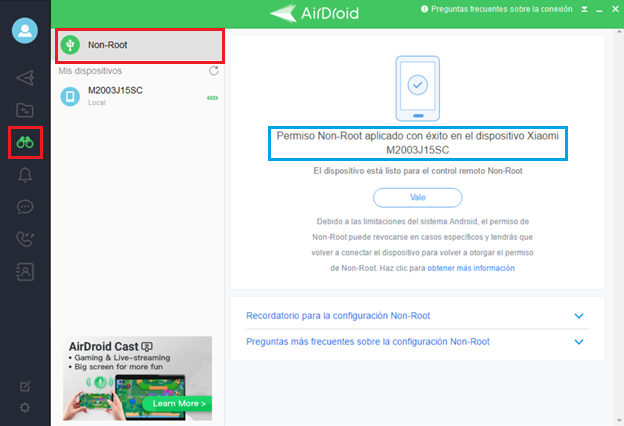 AirDroid
Preguntas frecuentes sobre la conexión
Non-Root
Mis dispositivos
M2003J15SC
Local
Permiso Non-Root aplicado con éxito en el dispositivo Xiaomi
M2003J15SC
El dispositivo está listo para el control remoto Non-Root
Vale
Debido a las limitaciones del sistema Android, el permiso de
Non-Root puede revocarse en casos específicos y tendrás que
volver a conectar el dispositivo para volver a otorgar el permiso
de Non-Root. Haz clic para obtener más información
Recordatorio para la configuración Non-Root
Preguntas más frecuentes sobre la configuración Non-Root
AirDroid Cast
• Gaming & Live-streaming
• Big screen for more fun
Learn More >